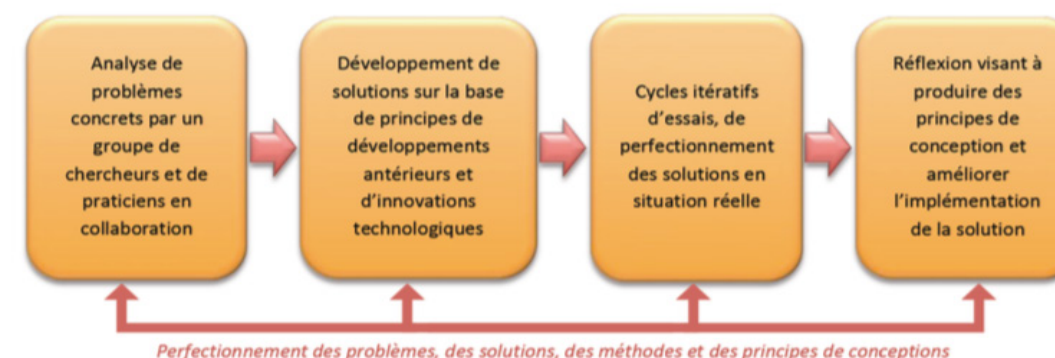 Analyse de
problèmes
concrets par un
groupe de
chercheurs et de
praticiens en
collaboration
Développement de
solutions sur la base
de principes de
développements
antérieurs et
d'innovations
technologiques
Cycles itératifs
d'essais, de
perfectionnement
des solutions en
situation réelle
Réflexion visant à
produire des
principes de
conception et
améliorer
l'implémentation
de la solution
Perfectionnement des problèmes, des solutions, des méthodes et des principes de conceptions